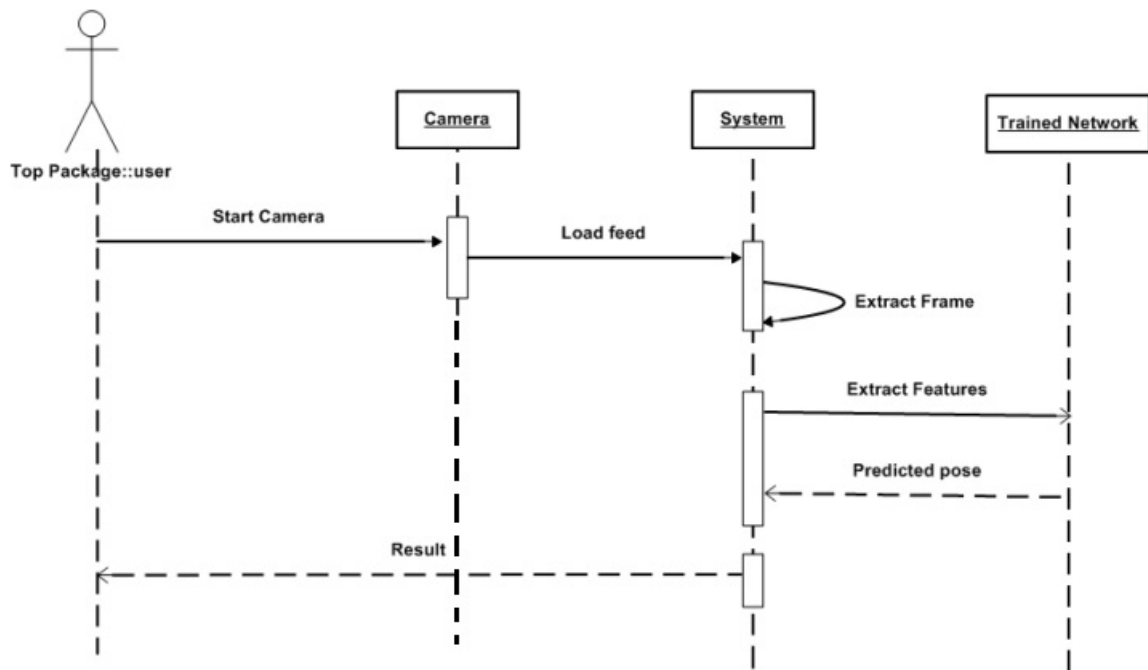 Camera
System
Trained Network
Top Package::user
Start Camera
Load feed
Extract Frame
Extract Features
Predicted pose
Result